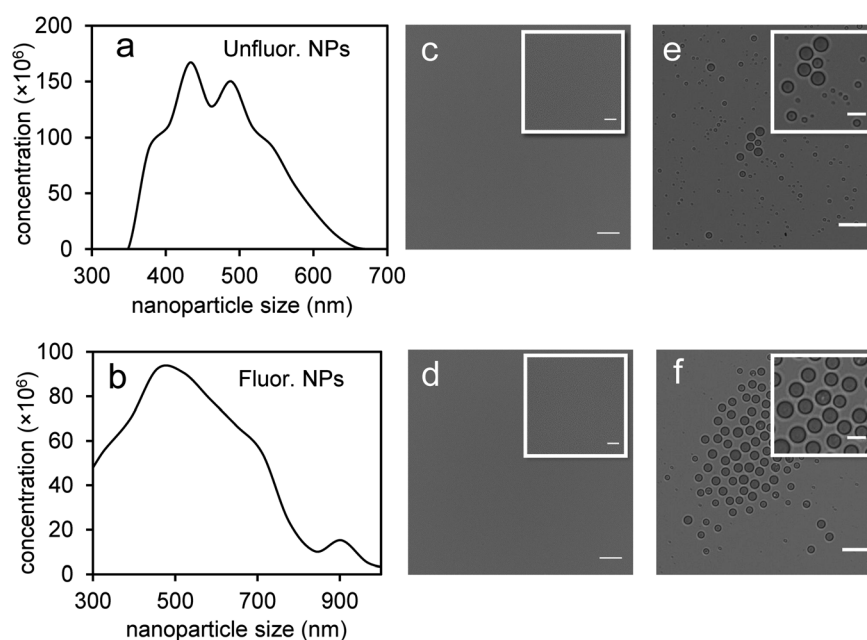 a
Unfluor. NPs
concentration (×10⁶)
200
150
100
50
0
300 400 500 600 700
nanoparticle size (nm)
c
e
b
Fluor. NPs
concentration (×10⁶)
100
80
60
40
20
0
300 500 700 900
nanoparticle size (nm)
d
f